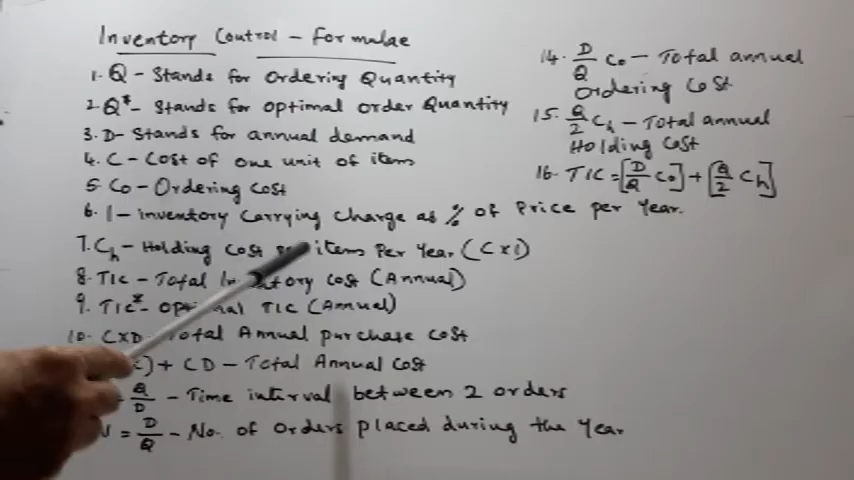 Inventory Control - Formulae
1. Q - Stands for Ordering Quantity
2. Q* - Stands for Optimal Order Quantity
3. D - Stands for annual demand
4. C - Cost of one unit of item
5. Co - Ordering Cost
6. I - Inventory Carrying Charge as % of Price per Year.
7. Ch - Holding Cost items Per Year (CxI)
8. TIC - Total Cost (Annual)
9. TIC* - TIC (Annual)
10. CXD - Total Annual purchase cost
) + CD - Total Annual Cost
= Q/D - Time interval between 2 orders
= D/Q - No. of Orders placed during the Year
14. D/Q Co - Total annual
Ordering Cost
15. Q/2 Ch - Total annual
Holding Cost
16. TIC = [D/Q Co] + [Q/2 Ch]